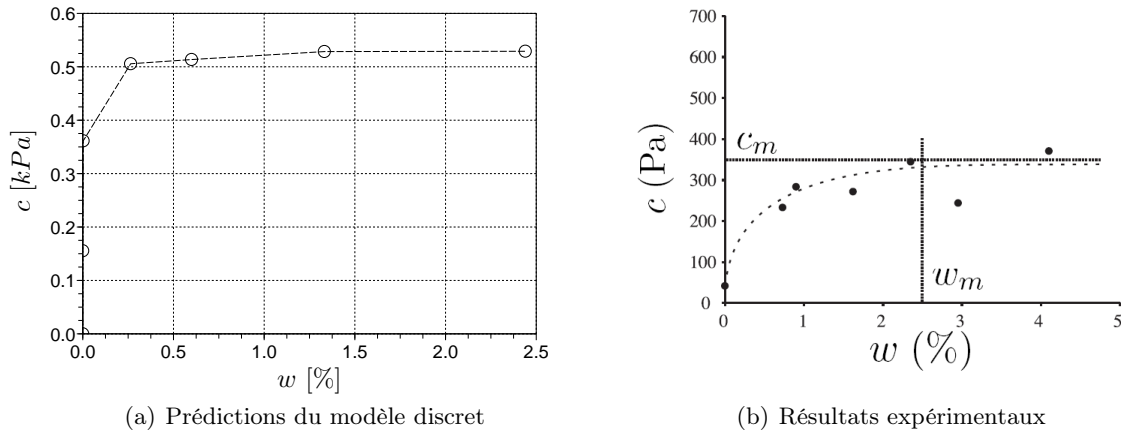 0.6
0.5
0.4
0.3
0.2
0.1
0.0
c [kPa]
0.0 0.5 1.0 1.5 2.0 2.5
w [%]
(a) Prédictions du modèle discret
700
600
500
400
300
200
100
0
c (Pa)
c_m
w_m
0 1 2 3 4 5
w (%)
(b) Résultats expérimentaux